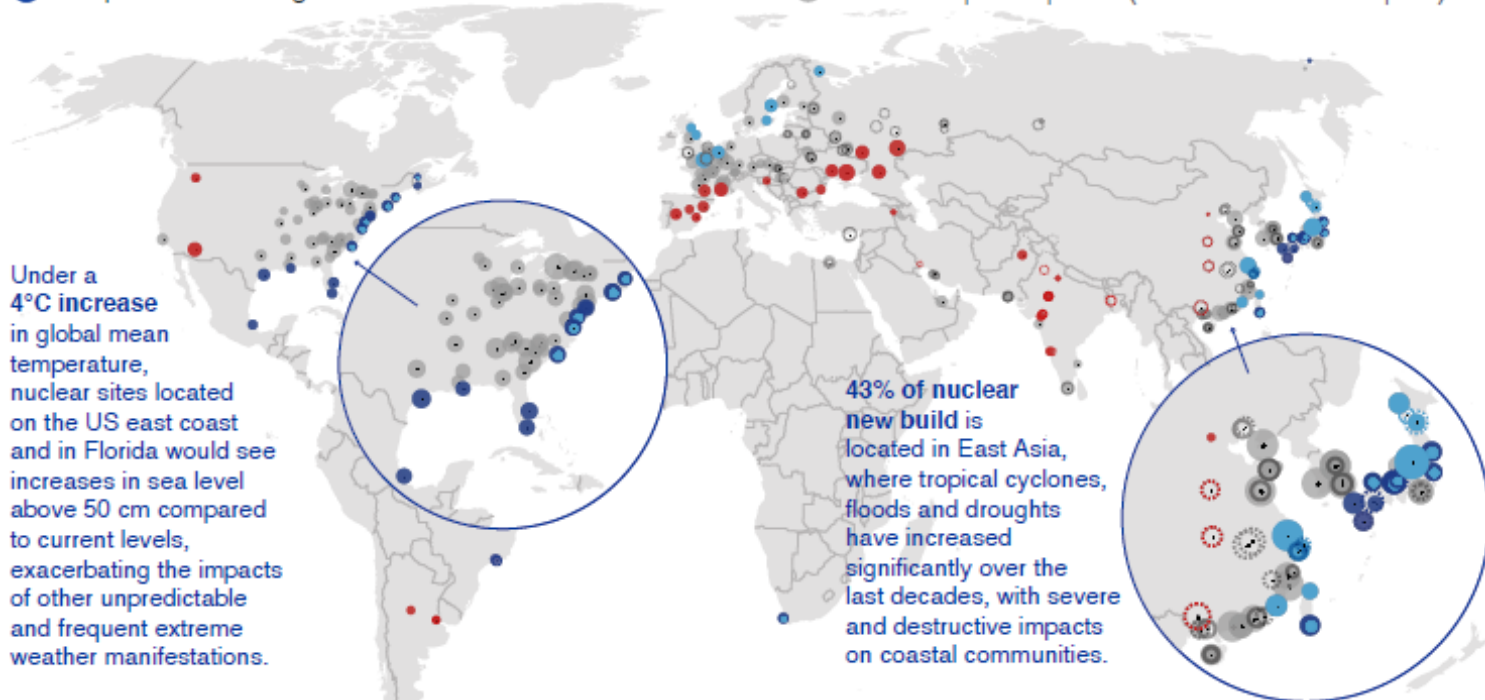 Under a
4°C increase
in global mean
temperature,
nuclear sites located
on the US east coast
and in Florida would see
increases in sea level
above 50 cm compared
to current levels,
exacerbating the impacts
of other unpredictable
and frequent extreme
weather manifestations.
43% of nuclear
new build is
located in East Asia,
where tropical cyclones,
floods and droughts
have increased
significantly over the
last decades, with severe
and destructive impacts
on coastal communities.